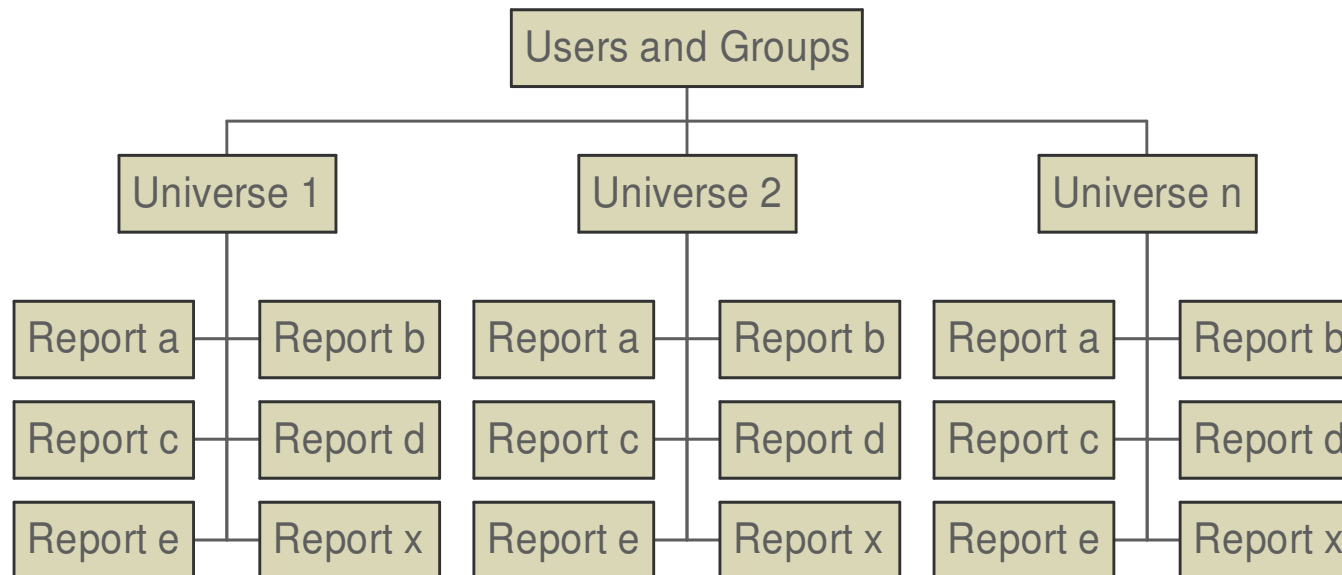 Users and Groups
Universe 1 Universe 2 Universe n
Report a Report b Report a Report b Report a Report b
Report c Report d Report c Report d Report c Report d
Report e Report x Report e Report x Report e Report x